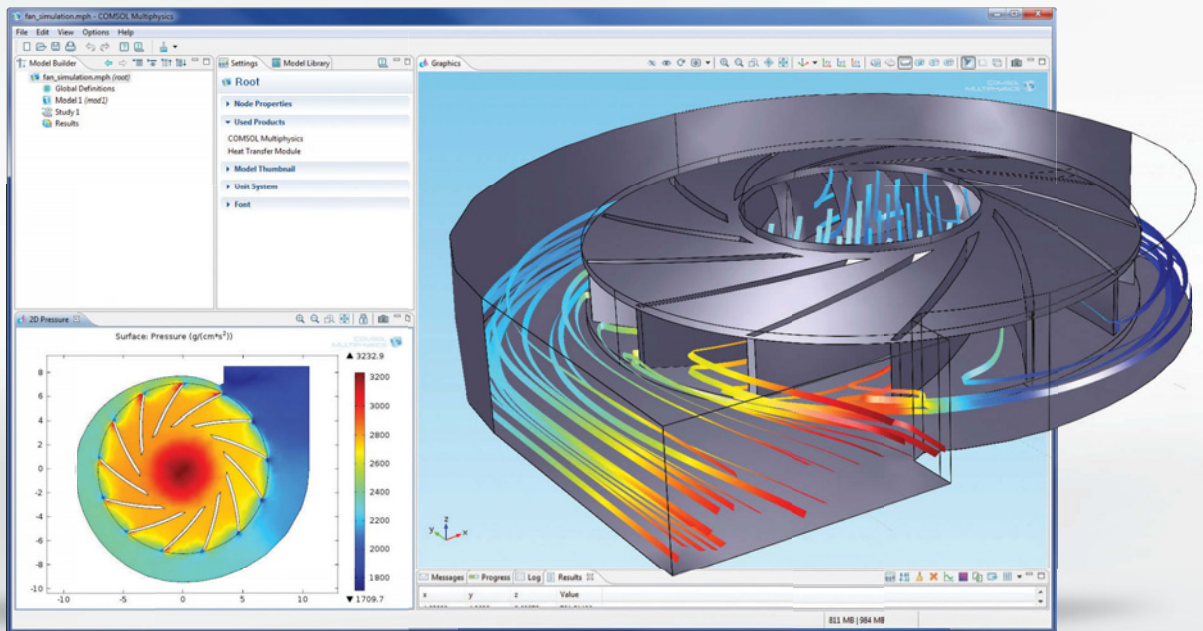 fan_simulation.mph - COMSOL Multiphysics
File Edit View Options Help
Model Builder
fan_simulation.mph (root)
Global Definitions
Model 1 (mod1)
Study 1
Results
Settings Model Library
Root
Node Properties
Used Products
COMSOL Multiphysics
Heat Transfer Module
Model Thumbnail
Unit System
Font
Graphics
COMSOL
MULTIPHYSICS
z
y x
2D Pressure
Surface: Pressure (g/(cm*s²))
COMSOL
MULTIPHYSICS
▲ 3232.9
8
6
4
2
0
-2
-4
-6
-8
-10
-10 -5 0 5 10
3200
3000
2800
2600
2400
2200
2000
1800
▼ 1709.7
Messages Progress Log Results
x y z Value
811 MB | 984 MB